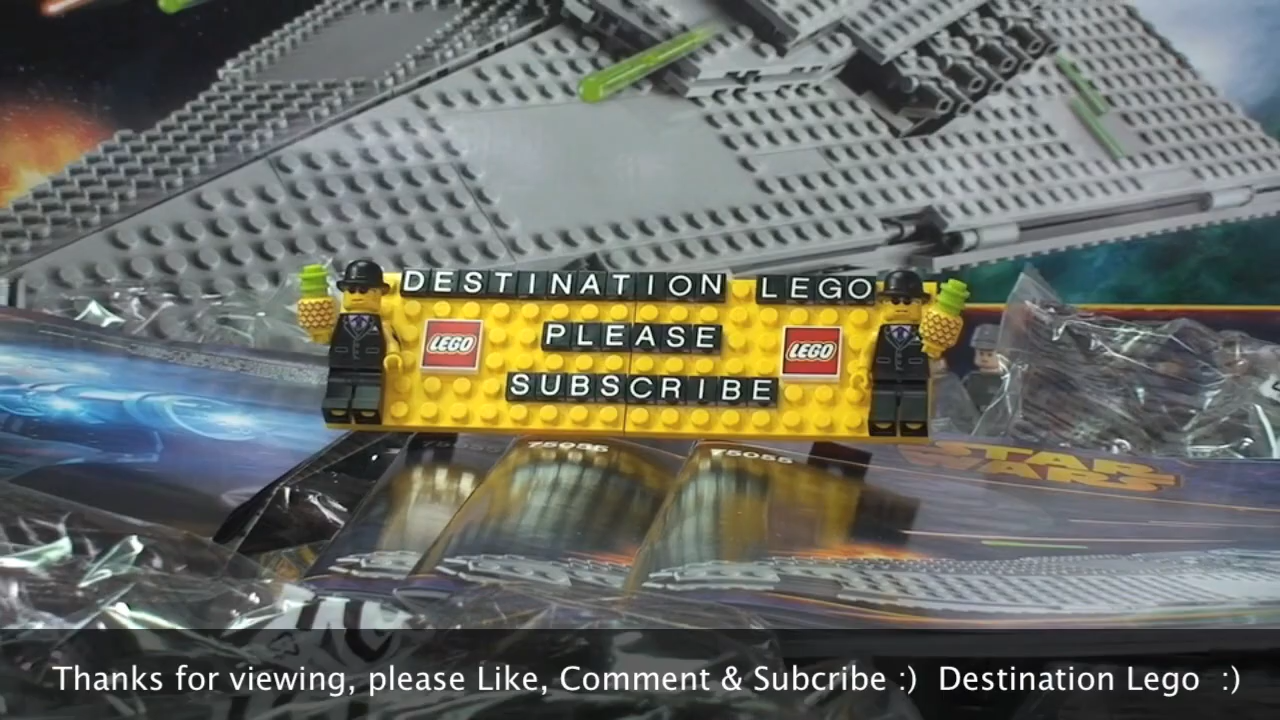 DESTINATION LEGO
LEGO PLEASE LEGO
SUBSCRIBE
75055 75055
STAR WARS
Thanks for viewing, please Like, Comment & Subcribe :) Destination Lego :)